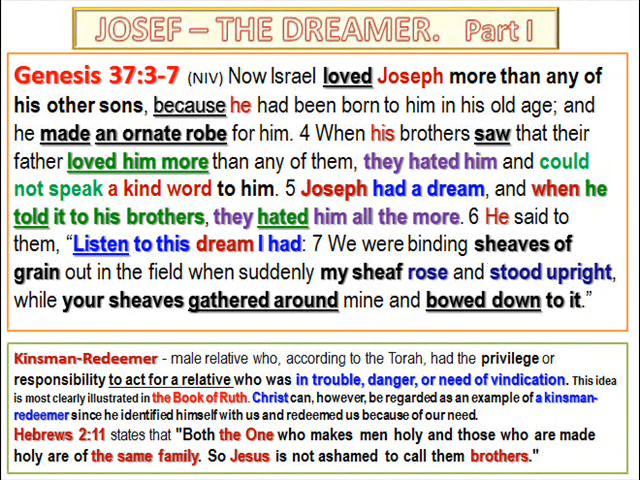 JOSEF – THE DREAMER. Part I
Genesis 37:3-7 (NIV) Now Israel loved Joseph more than any of
his other sons, because he had been born to him in his old age; and
he made an ornate robe for him. 4 When his brothers saw that their
father loved him more than any of them, they hated him and could
not speak a kind word to him. 5 Joseph had a dream, and when he
told it to his brothers, they hated him all the more. 6 He said to
them, “Listen to this dream I had: 7 We were binding sheaves of
grain out in the field when suddenly my sheaf rose and stood upright,
while your sheaves gathered around mine and bowed down to it.”
Kinsman-Redeemer - male relative who, according to the Torah, had the privilege or
responsibility to act for a relative who was in trouble, danger, or need of vindication. This idea
is most clearly illustrated in the Book of Ruth. Christ can, however, be regarded as an example of a kinsman-
redeemer since he identified himself with us and redeemed us because of our need.
Hebrews 2:11 states that "Both the One who makes men holy and those who are made
holy are of the same family. So Jesus is not ashamed to call them brothers."